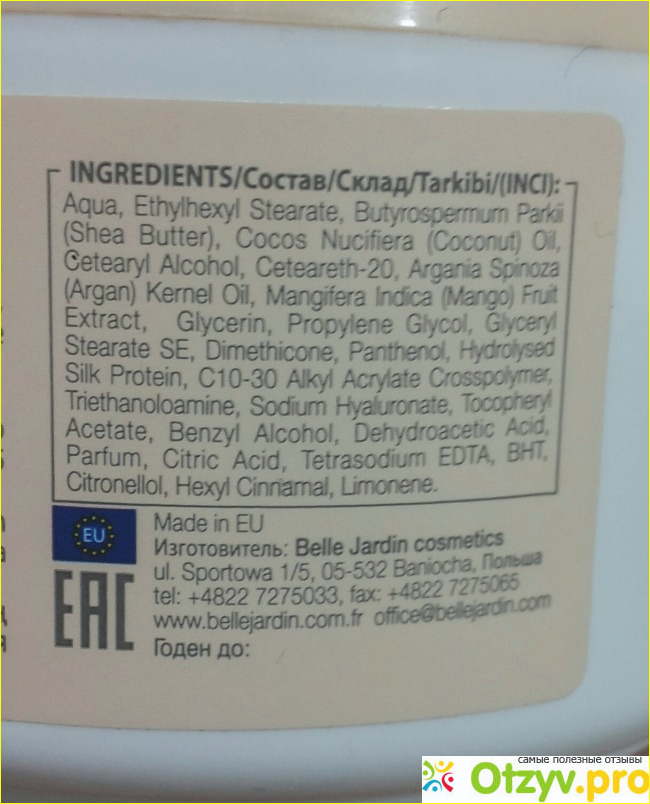 INGREDIENTS/Состав/Склад/Tarkibi/(INCI):
Aqua, Ethylhexyl Stearate, Butyrospermum Parkii
(Shea Butter), Cocos Nucifiera (Coconut) Oil,
Cetearyl Alcohol, Ceteareth-20, Argania Spinoza
(Argan) Kernel Oil, Mangifera Indica (Mango) Fruit
Extract, Glycerin, Propylene Glycol, Glyceryl
Stearate SE, Dimethicone, Panthenol, Hydrolysed
Silk Protein, C10-30 Alkyl Acrylate Crosspolymer,
Triethanoloamine, Sodium Hyaluronate, Tocopheryl
Acetate, Benzyl Alcohol, Dehydroacetic Acid,
Parfum, Citric Acid, Tetrasodium EDTA, BHT,
Citronellol, Hexyl Cinnamal, Limonene.
EU
EAC
Made in EU
Изготовитель: Belle Jardin cosmetics
ul. Sportowa 1/5, 05-532 Baniocha, Польша
tel: +4822 7275033, fax: +4822 7275065
www.bellejardin.com.fr office@bellejardin.com
Годен до:
самые полезные отзывы
Otzyv.pro